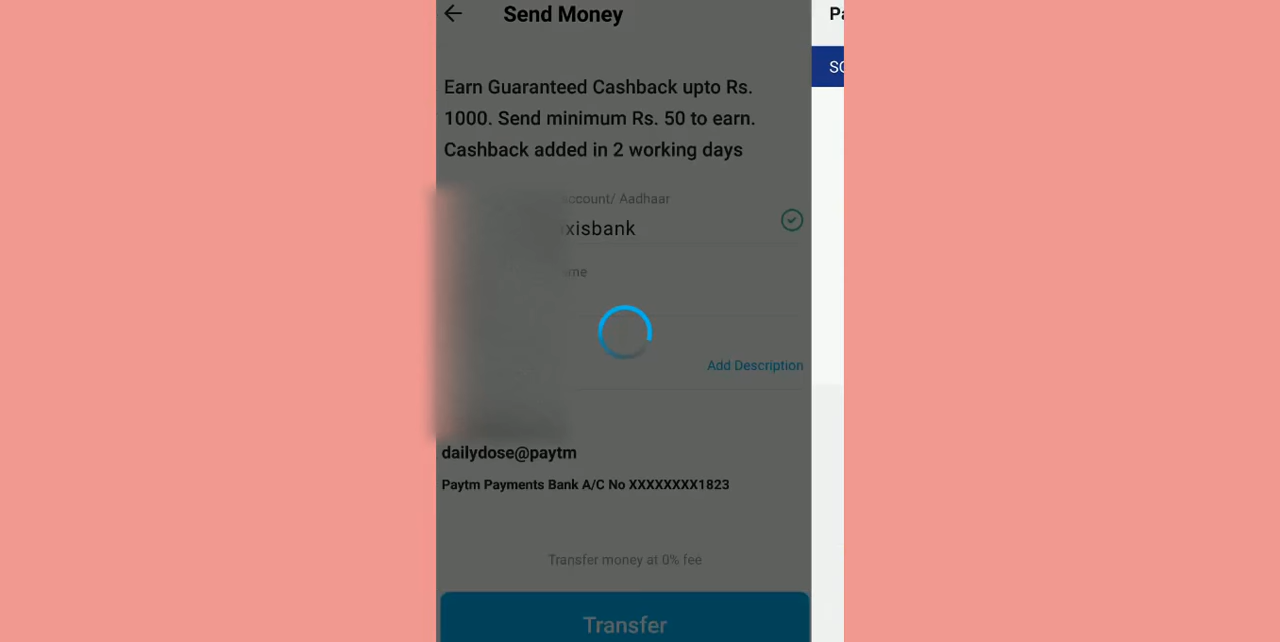 Send Money
Earn Guaranteed Cashback upto Rs.
1000. Send minimum Rs. 50 to earn.
Cashback added in 2 working days
Aadhaar
Add Description
dailydose@paytm
Paytm Payments Bank A/C No XXXXXXXX1823
Transfer money at 0% fee
Transfer